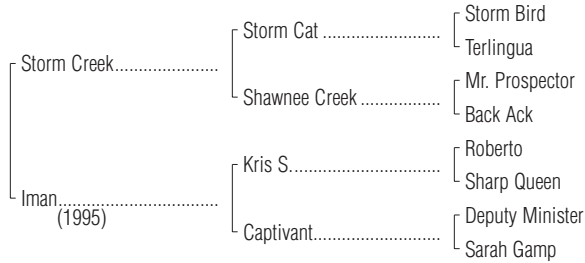 Storm Bird
Storm Cat ........................
Terlingua
Storm Creek.....................
Mr. Prospector
Shawnee Creek ................
Back Ack
Roberto
Kris S...............................
Sharp Queen
Iman................................
(1995)
Deputy Minister
Captivant..........................
Sarah Gamp